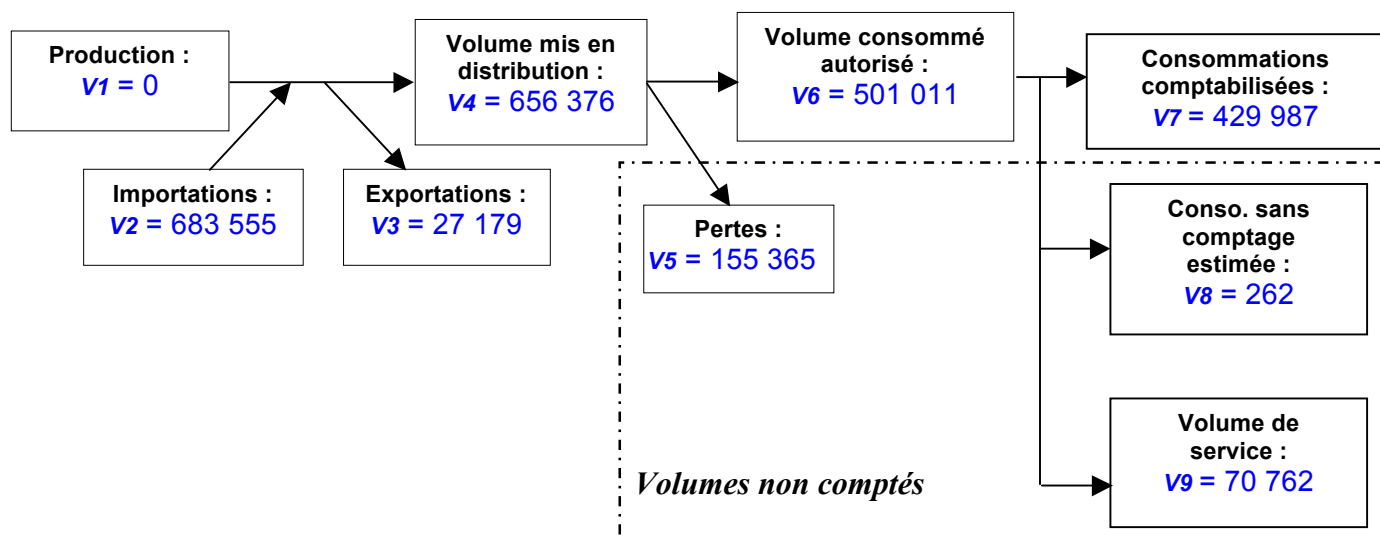 Production :
V1 = 0
Volume mis en
distribution :
V4 = 656 376
Volume consommé
autorisé :
V6 = 501 011
Consommations
comptabilisées :
V7 = 429 987
Importations :
V2 = 683 555
Exportations :
V3 = 27 179
Pertes :
V5 = 155 365
Conso. sans
comptage
estimée :
V8 = 262
Volume de
service :
V9 = 70 762
Volumes non comptés